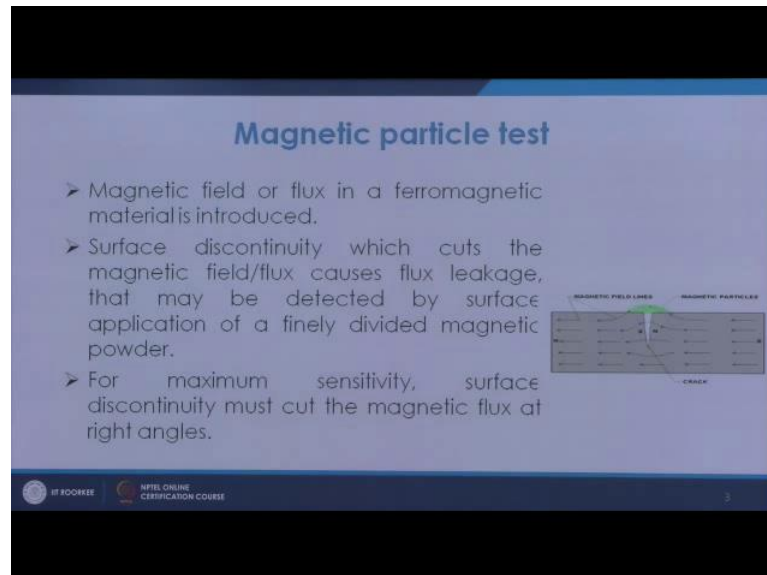 Magnetic particle test
➢ Magnetic field or flux in a ferromagnetic
material is introduced.
➢ Surface discontinuity which cuts the
magnetic field/flux causes flux leakage,
that may be detected by surface
application of a finely divided magnetic
powder.
➢ For maximum sensitivity, surface
discontinuity must cut the magnetic flux at
right angles.
MAGNETIC FIELD LINES
MAGNETIC PARTICLES
CRACK
IIT ROORKEE
NPTEL ONLINE
CERTIFICATION COURSE
3